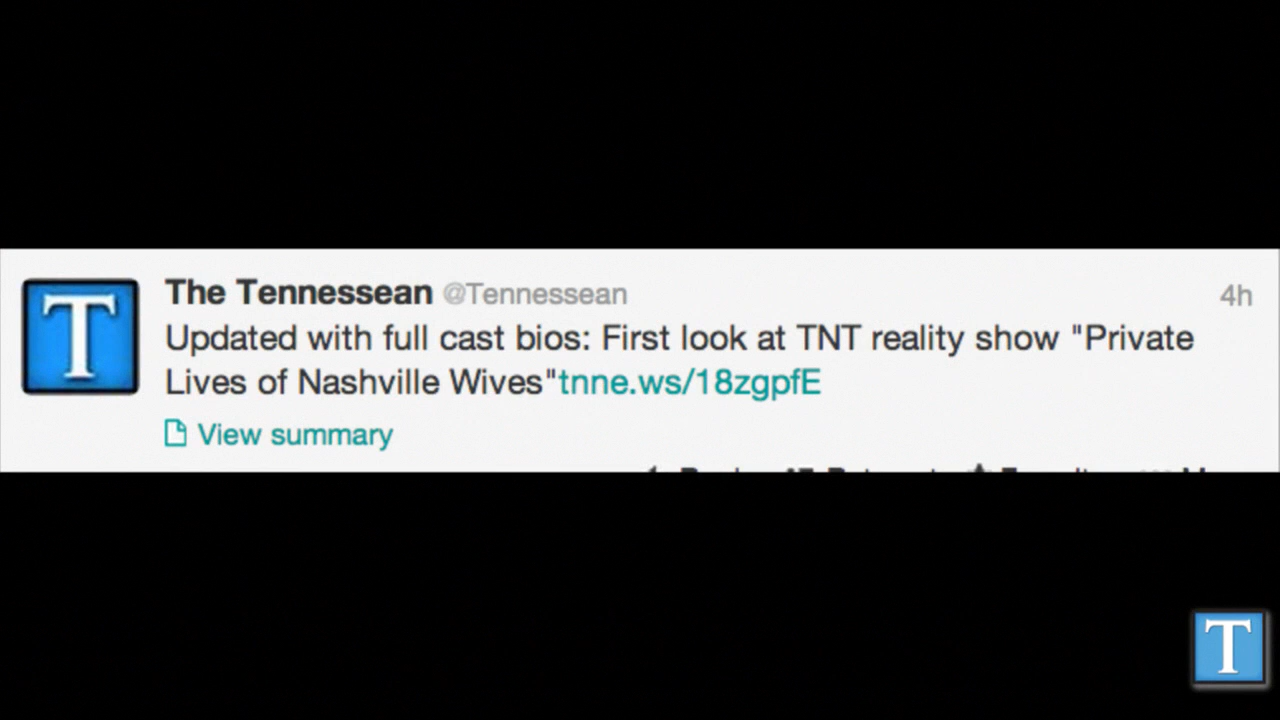 T
The Tennessean @Tennessean 4h
Updated with full cast bios: First look at TNT reality show "Private
Lives of Nashville Wives"tnne.ws/18zgpfE
View summary
T